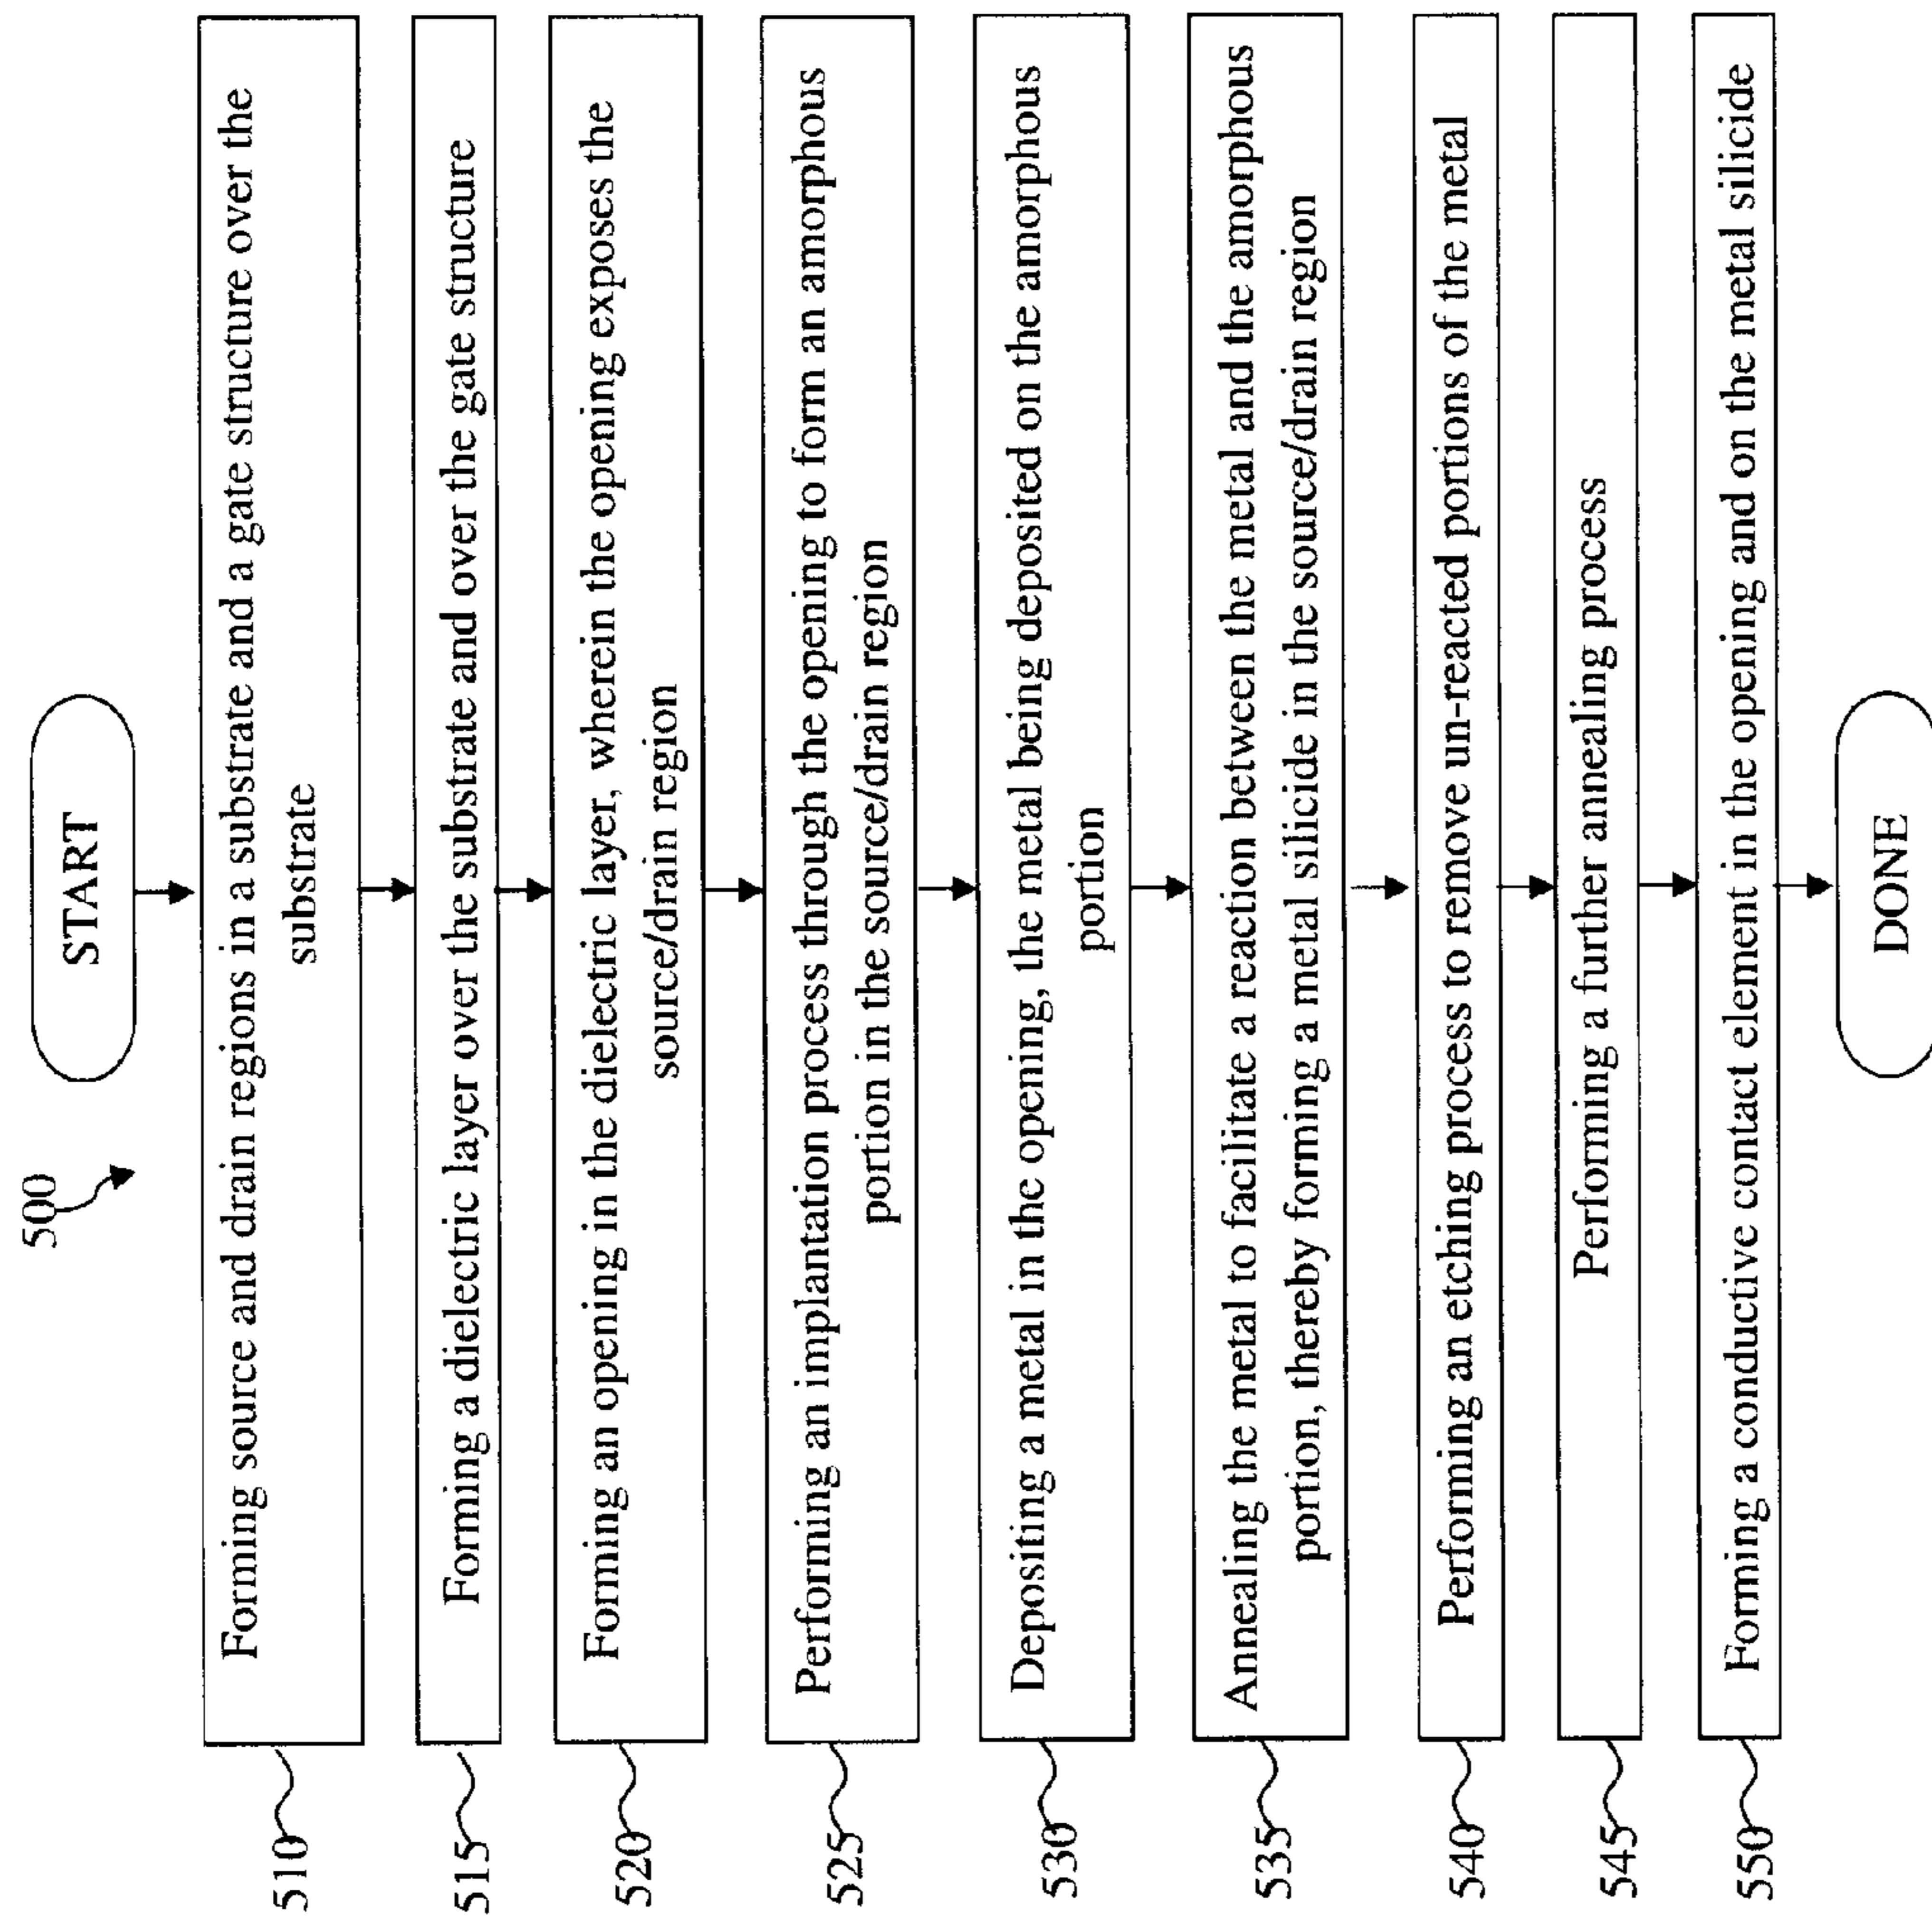 500
START
510
Forming source and drain regions in a substrate and a gate structure over the
substrate
515
Forming a dielectric layer over the substrate and over the gate structure
520
Forming an opening in the dielectric layer, wherein the opening exposes the
source/drain region
525
Performing an implantation process through the opening to form an amorphous
portion in the source/drain region
530
Depositing a metal in the opening, the metal being deposited on the amorphous
portion
535
Annealing the metal to facilitate a reaction between the metal and the amorphous
portion, thereby forming a metal silicide in the source/drain region
540
Performing an etching process to remove un-reacted portions of the metal
545
Performing a further annealing process
550
Forming a conductive contact element in the opening and on the metal silicide
DONE